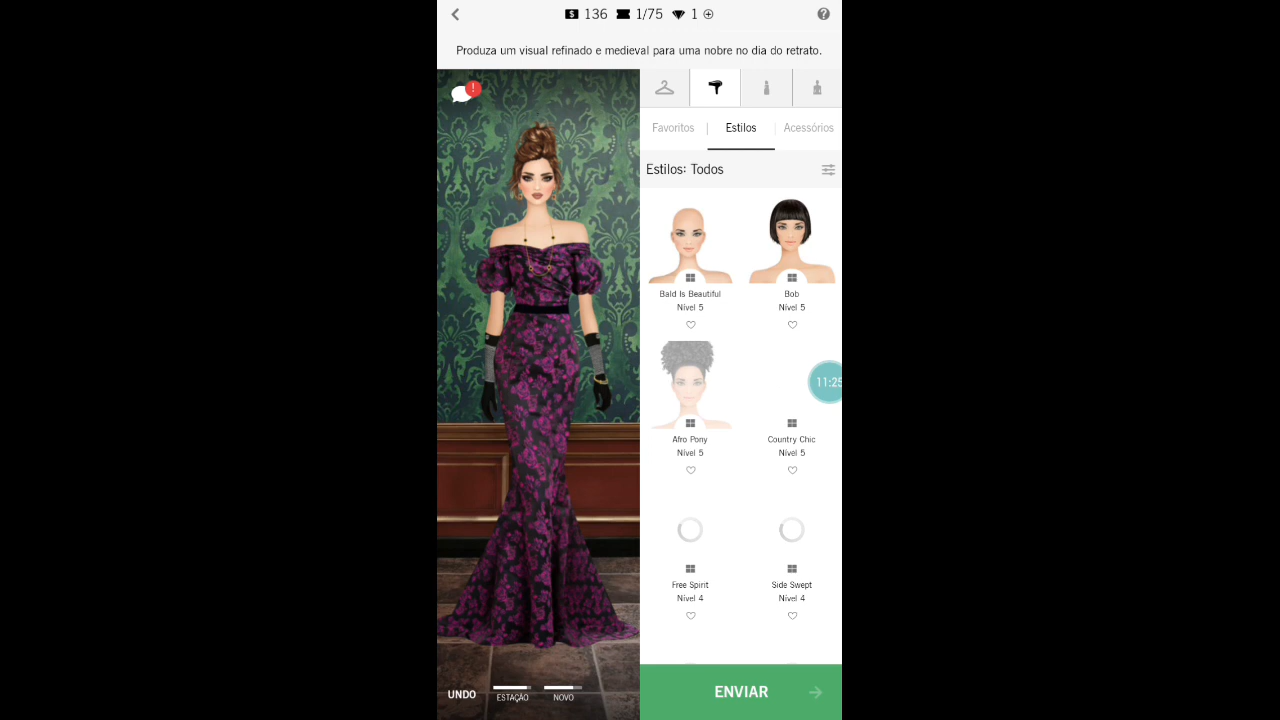 136 1/75 1
Produza um visual refinado e medieval para uma nobre no dia do retrato.
!
Favoritos Estilos Acessórios
Estilos: Todos
Bald Is Beautiful Bob
Nível 5 Nível 5
11:25
Afro Pony Country Chic
Nível 5 Nível 5
Free Spirit Side Swept
Nível 4 Nível 4
UNDO ESTAÇÃO NOVO
ENVIAR